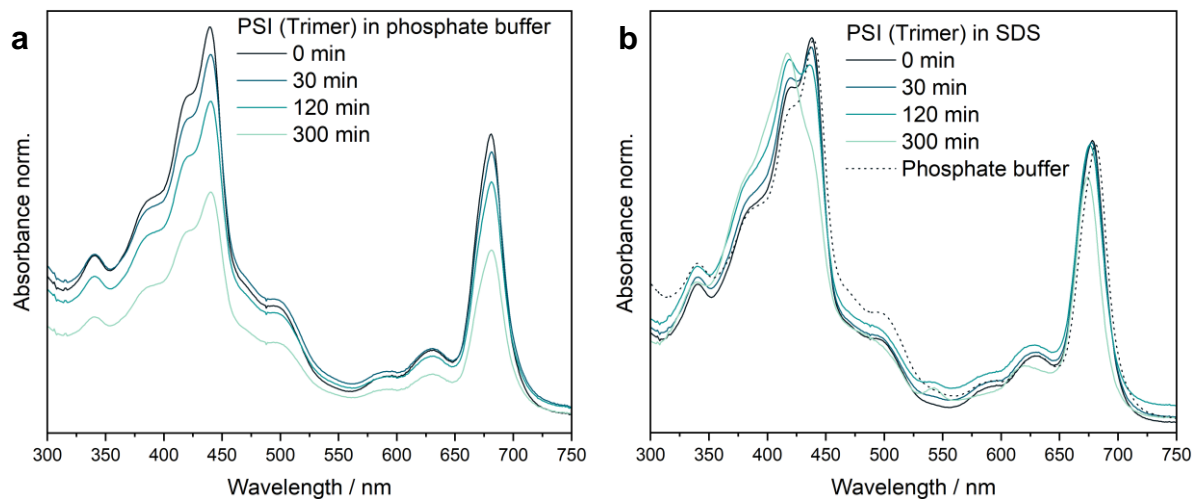 a
PSI (Trimer) in phosphate buffer
0 min
30 min
120 min
300 min
Absorbance norm.
300 350 400 450 500 550 600 650 700 750
Wavelength / nm
b
PSI (Trimer) in SDS
0 min
30 min
120 min
300 min
Phosphate buffer
Absorbance norm.
300 350 400 450 500 550 600 650 700 750
Wavelength / nm